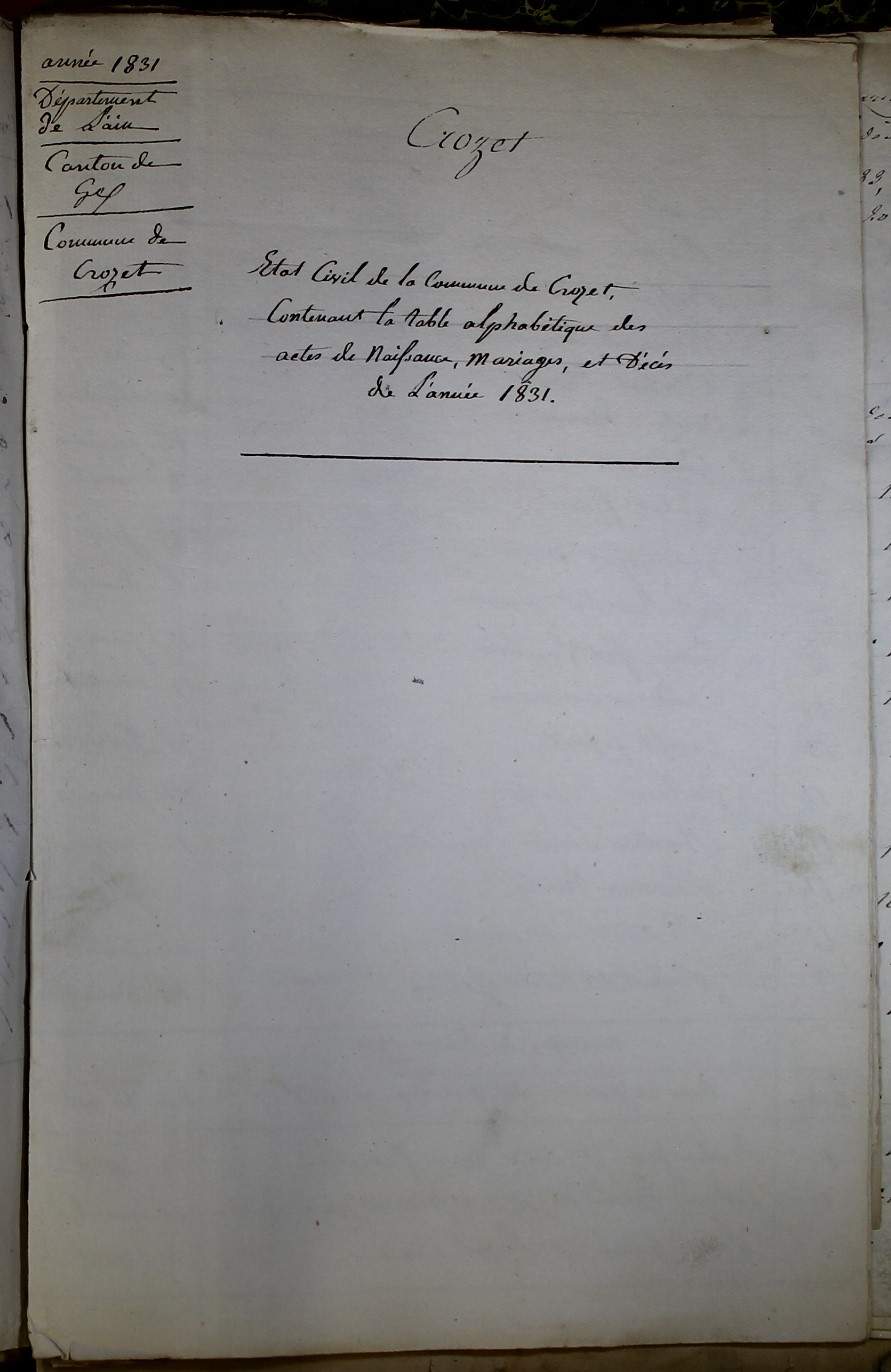 année 1831
Département
de L'ain
Canton de
Gex
Commune de
Crozet
Crozet
Etat Civil de la Commune de Crozet,
Contenant la table alphabétique des
actes de Naissance, Mariages, et Décès
de L'année 1831.